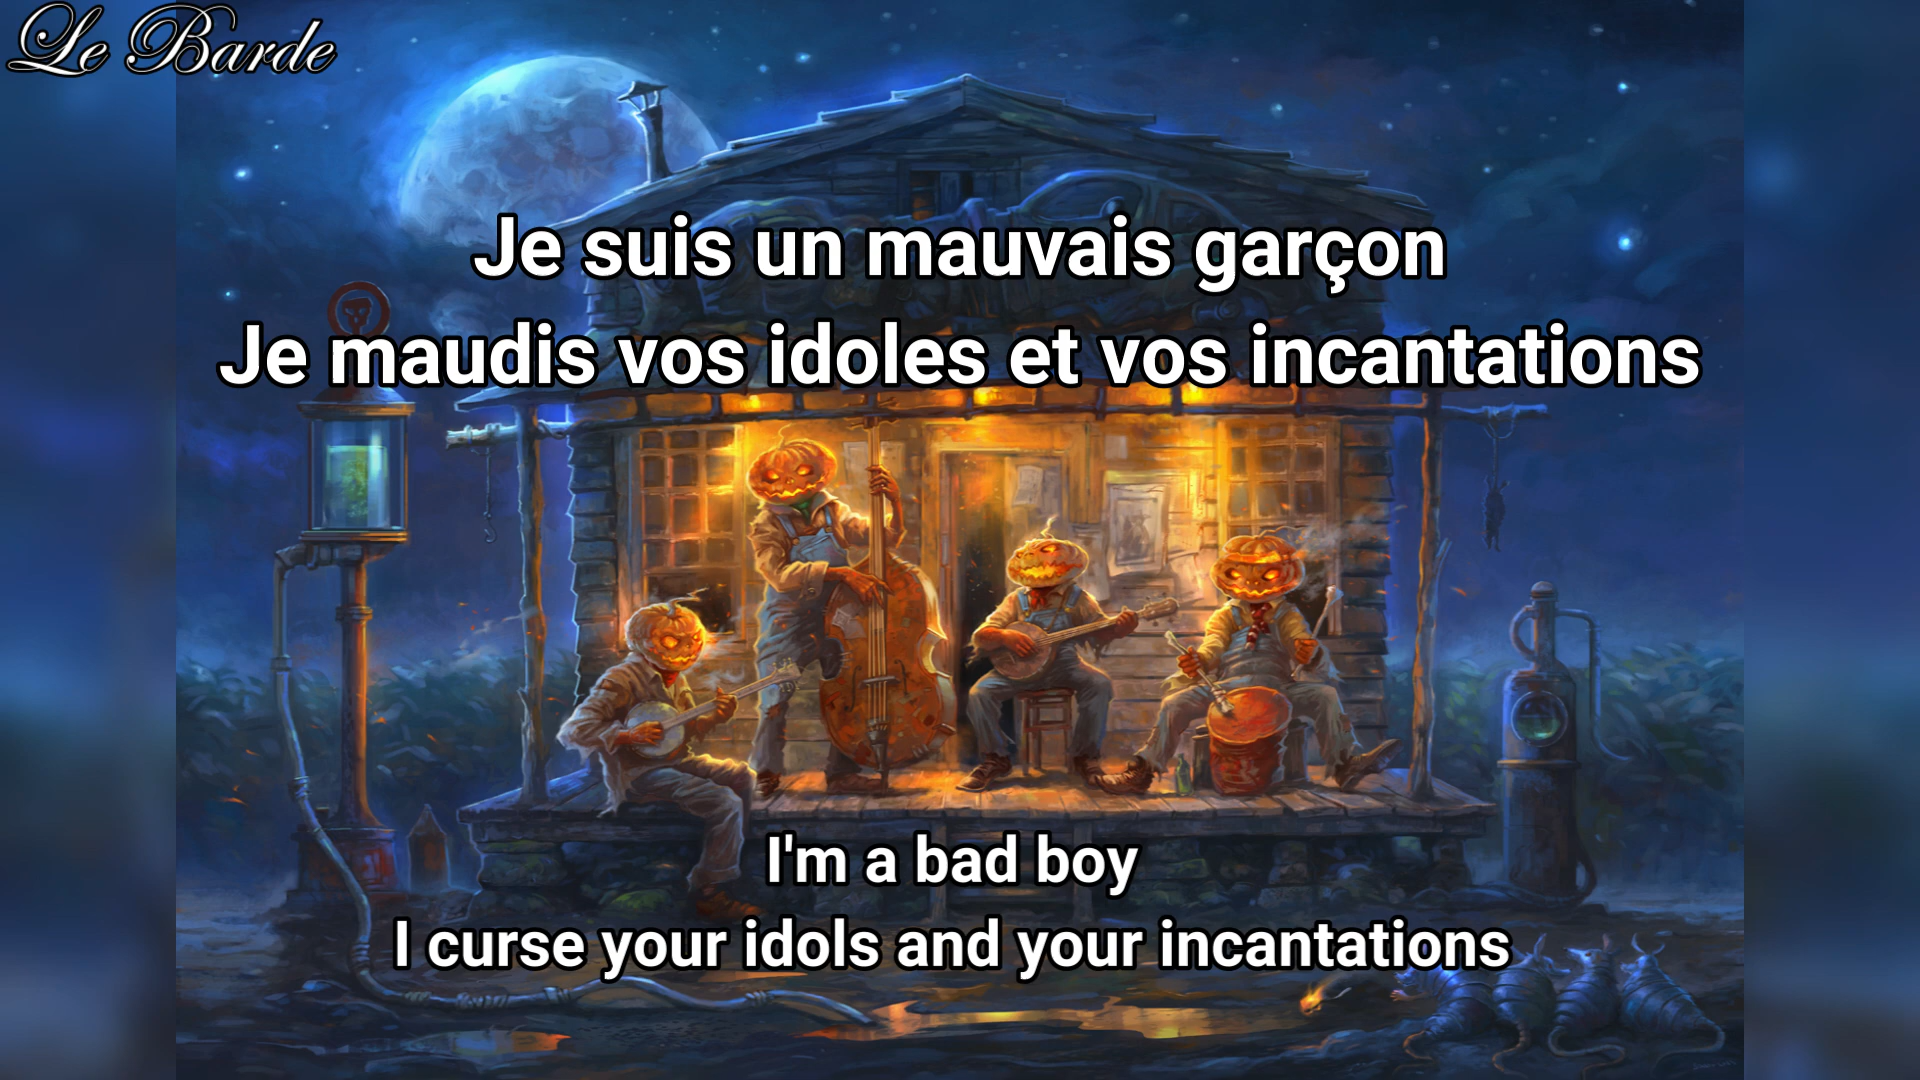 Le Barde
Je suis un mauvais garçon
Je maudis vos idoles et vos incantations
I'm a bad boy
I curse your idols and your incantations